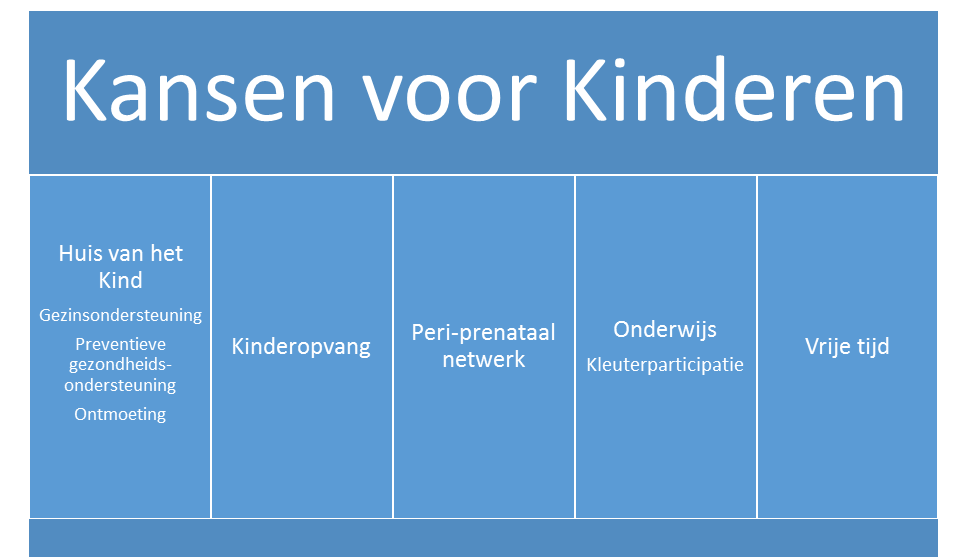 Kansen voor Kinderen
Huis van het
Kind
Gezinsondersteuning
Preventieve
gezondheids-
ondersteuning
Ontmoeting
Kinderopvang
Peri-prenataal
netwerk
Onderwijs
Kleuterparticipatie
Vrije tijd